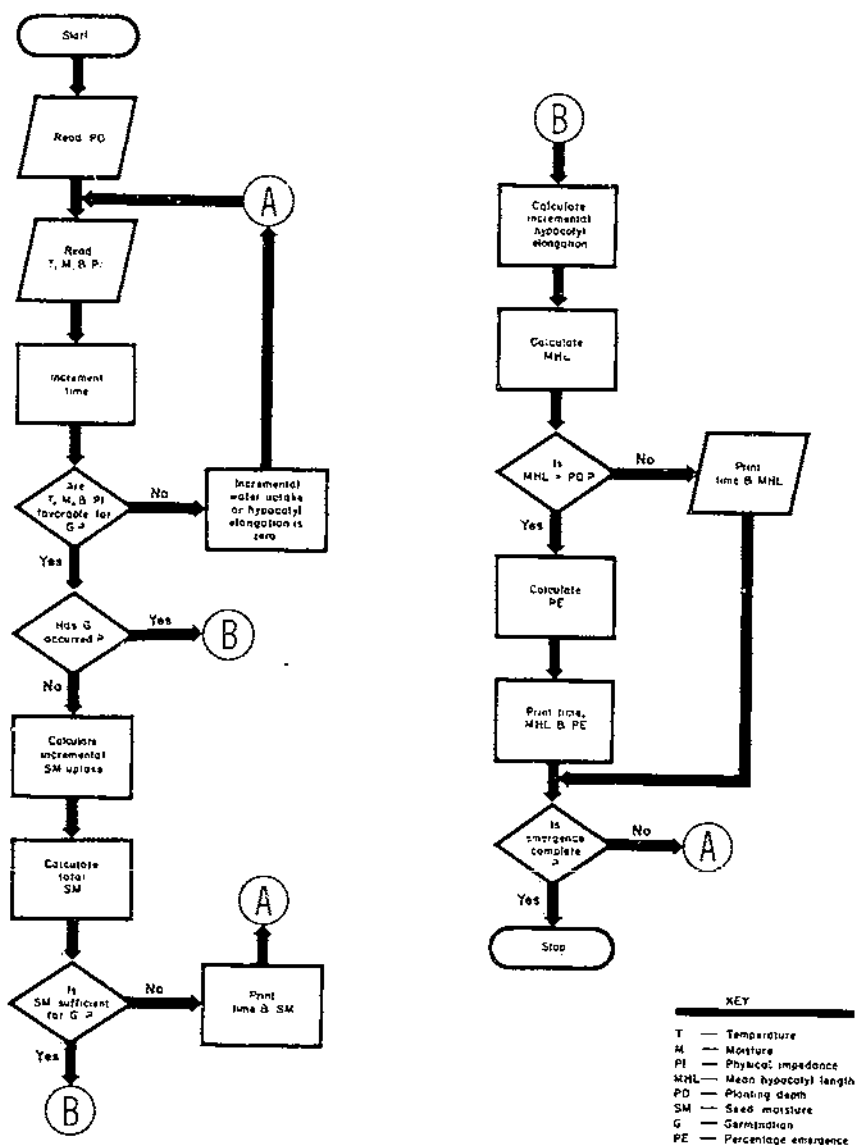 Start
Read PD
A
Read
T, M, & PI
Increment
time
Are
T, M, & PI
favorable for
G ?
No
Incremental
water uptake
or hypocotyl
elongation is
zero
Yes
Has G
occurred ?
Yes
B
No
Calculate
incremental
SM uptake
Calculate
total
SM
A
Is
SM sufficient
for G ?
No
Print
time & SM
Yes
B
B
Calculate
incremental
hypocotyl
elongation
Calculate
MHL
Is
MHL > PD ?
No
Print
time & MHL
Yes
Calculate
PE
Print time,
MHL & PE
Is
emergence
complete
?
No
A
Yes
Stop
KEY
T — Temperature
M — Moisture
PI — Physical impedance
MHL — Mean hypocotyl length
PD — Planting depth
SM — Seed moisture
G — Germination
PE — Percentage emergence